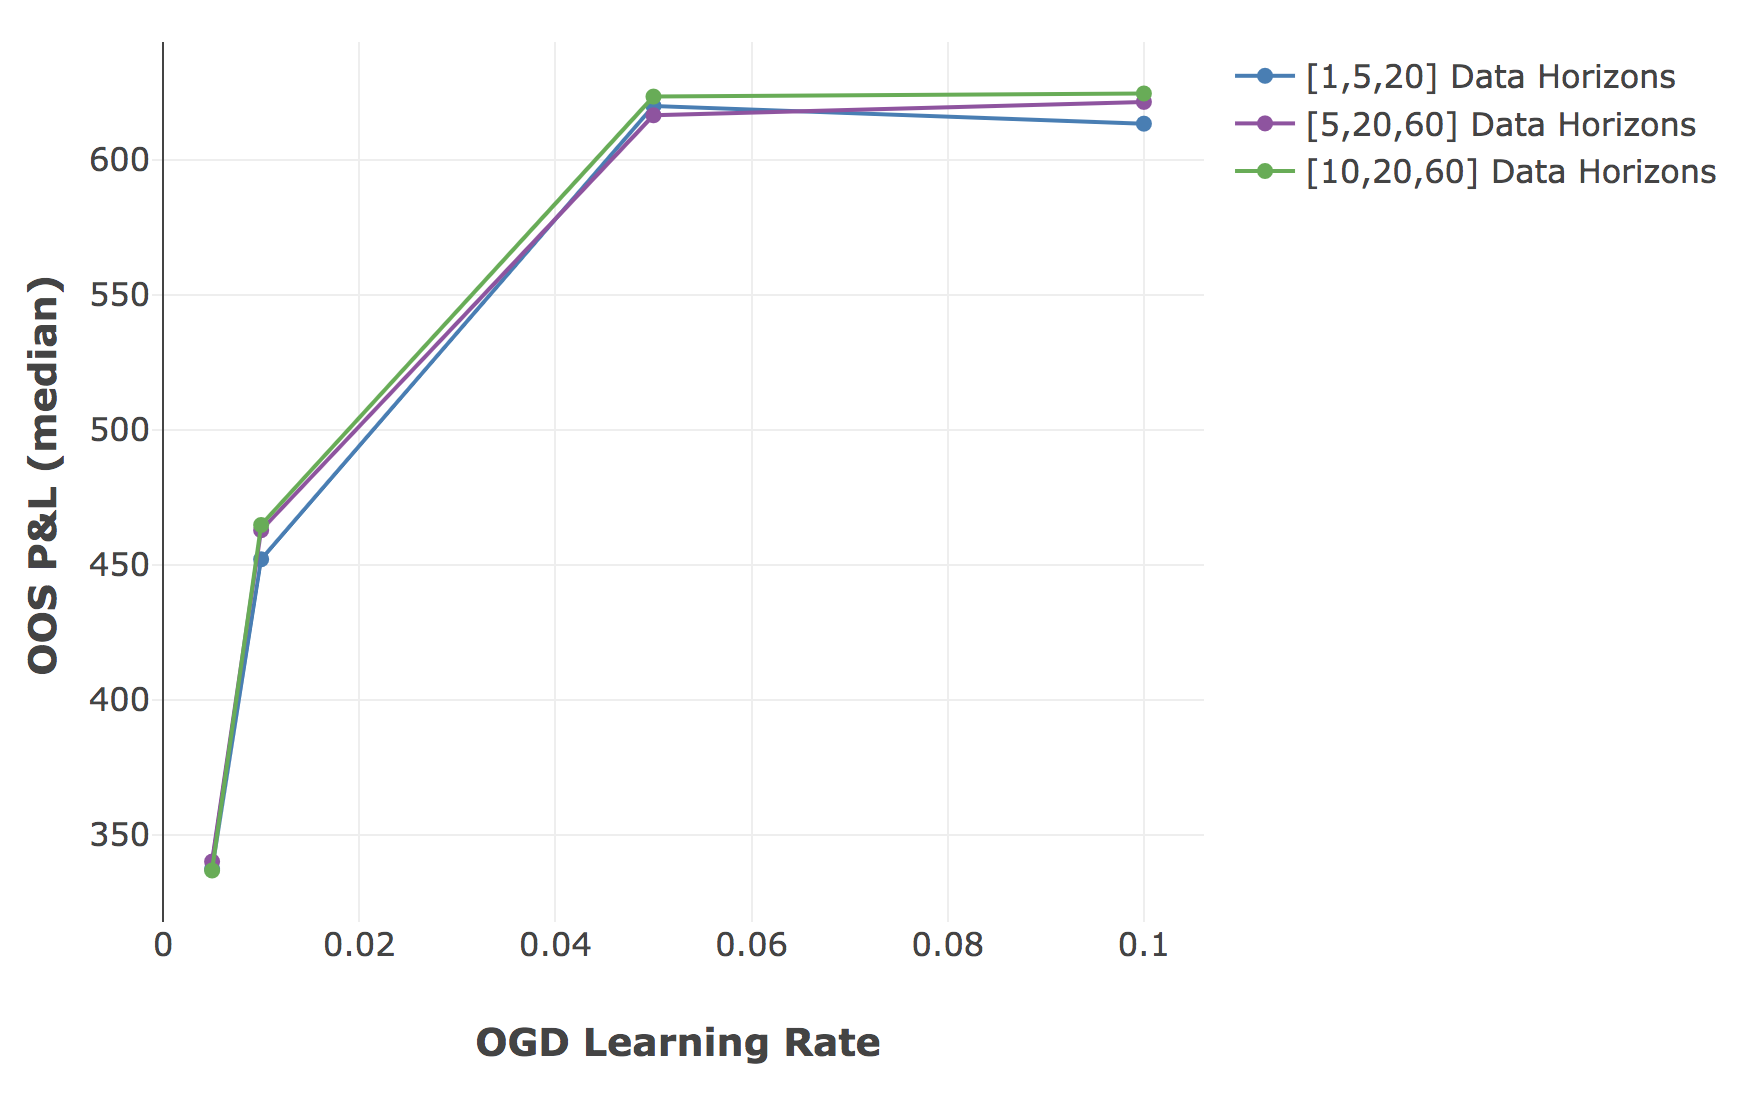 [1,5,20] Data Horizons
[5,20,60] Data Horizons
[10,20,60] Data Horizons
600
550
500
450
400
350
OOS P&L (median)
0 0.02 0.04 0.06 0.08 0.1
OGD Learning Rate